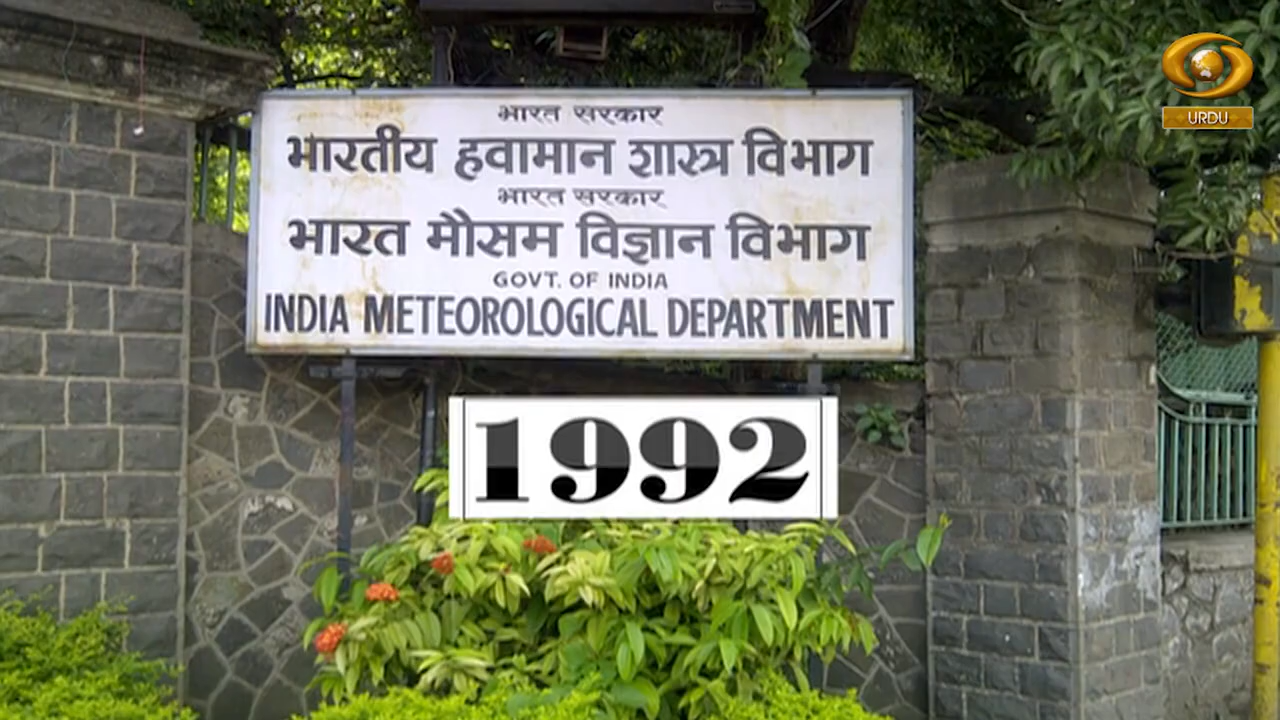 भारत सरकार
भारतीय हवामान शास्त्र विभाग
भारत सरकार
भारत मौसम विज्ञान विभाग
GOVT. OF INDIA
INDIA METEOROLOGICAL DEPARTMENT
1992
URDU